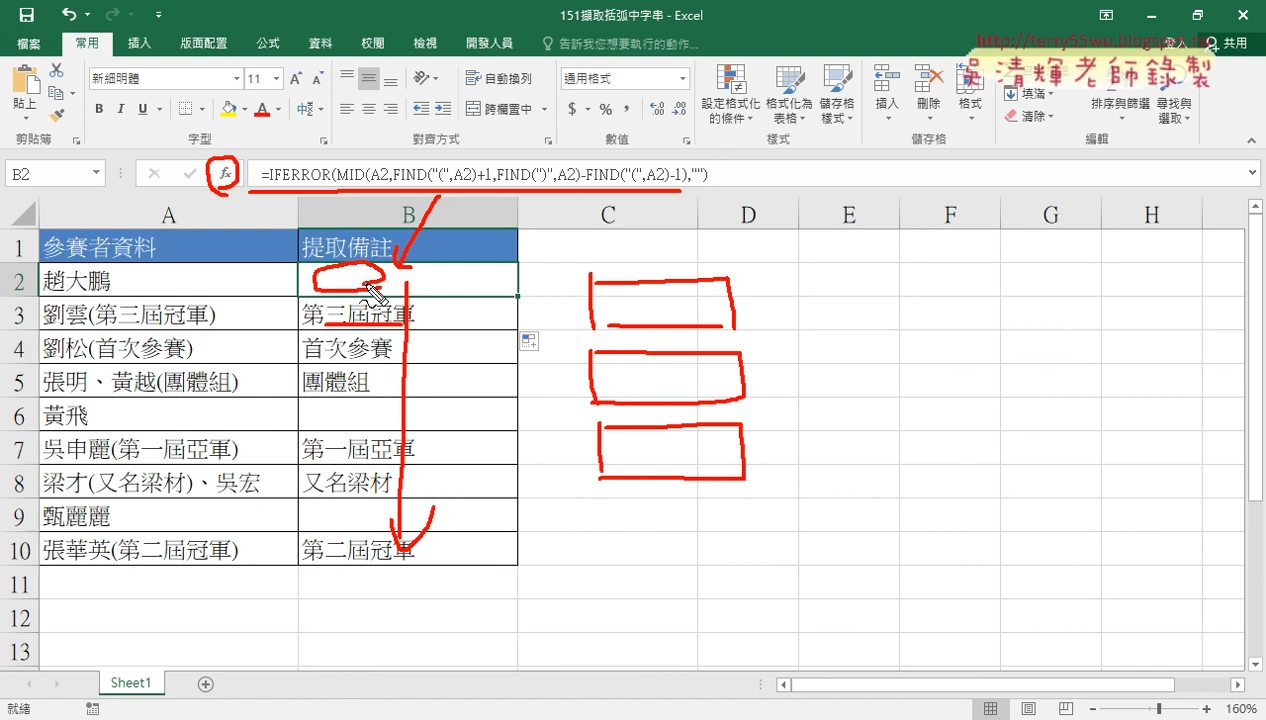 151擷取括弧中字串 - Excel
http://terry55wu.blogspot.tw
吳清輝老師錄製
檔案 常用 插入 版面配置 公式 資料 校閱 檢視 開發人員 告訴我您想要執行的動作... 登入 共用
貼上 新細明體 11 自動換列 通用格式 設定格式化的條件 格式化為表格 儲存格樣式 插入 刪除 格式 填滿 排序與篩選 尋找與選取
B I U A 跨欄置中 $ % 清除
剪貼簿 字型 對齊方式 數值 樣式 儲存格 編輯
B2 fx =IFERROR(MID(A2,FIND("(",A2)+1,FIND(")",A2)-FIND("(",A2)-1),"")
A B C D E F G H
1 參賽者資料 提取備註
2 趙大鵬
3 劉雲(第三屆冠軍) 第三屆冠軍
4 劉松(首次參賽) 首次參賽
5 張明、黃越(團體組) 團體組
6 黃飛
7 吳申麗(第一屆亞軍) 第一屆亞軍
8 梁才(又名梁材)、吳宏 又名梁材
9 甄麗麗
10 張華英(第二屆冠軍) 第二屆冠軍
11
12
13
Sheet1
就緒 160%